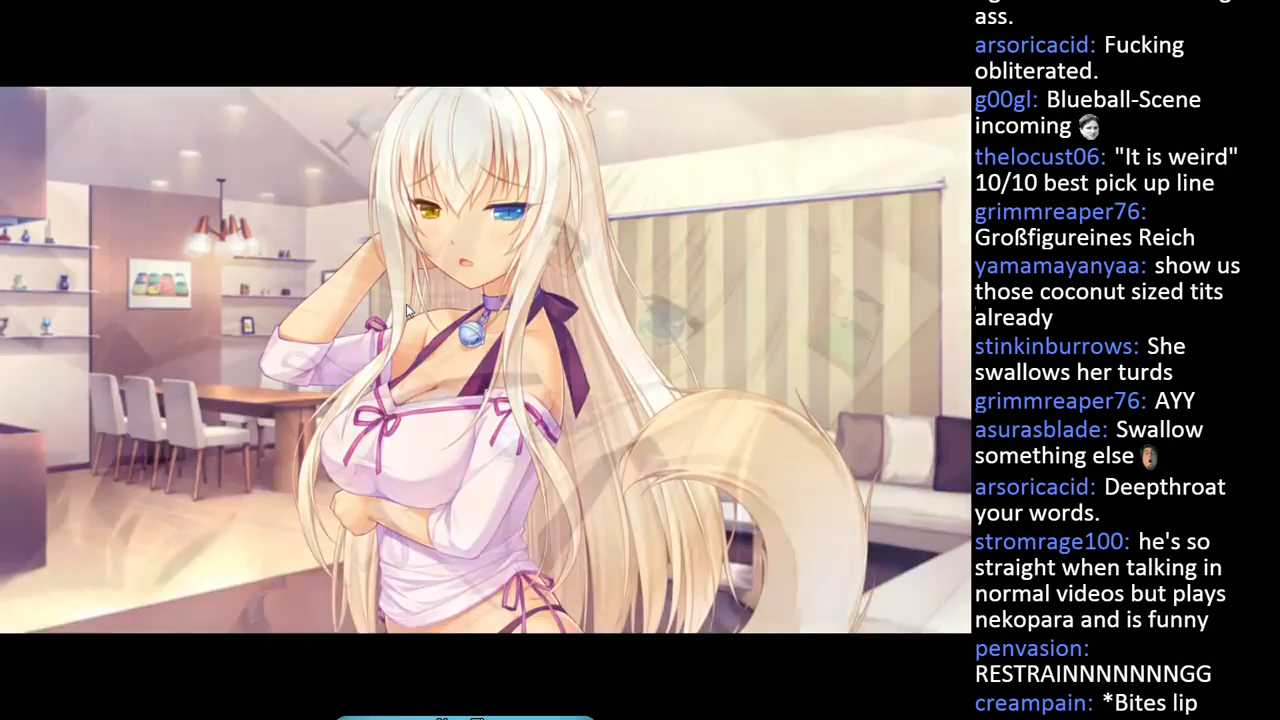 ass.
arsoricacid: Fucking
obliterated.
g00gl: Blueball-Scene
incoming
thelocust06: "It is weird"
10/10 best pick up line
grimmreaper76:
Großfigureines Reich
yamamayanyaa: show us
those coconut sized tits
already
stinkinburrows: She
swallows her turds
grimmreaper76: AYY
asurasblade: Swallow
something else
arsoricacid: Deepthroat
your words.
stromrage100: he's so
straight when talking in
normal videos but plays
nekopara and is funny
penvasion:
RESTRAINNNNNNNGG
creampain: *Bites lip